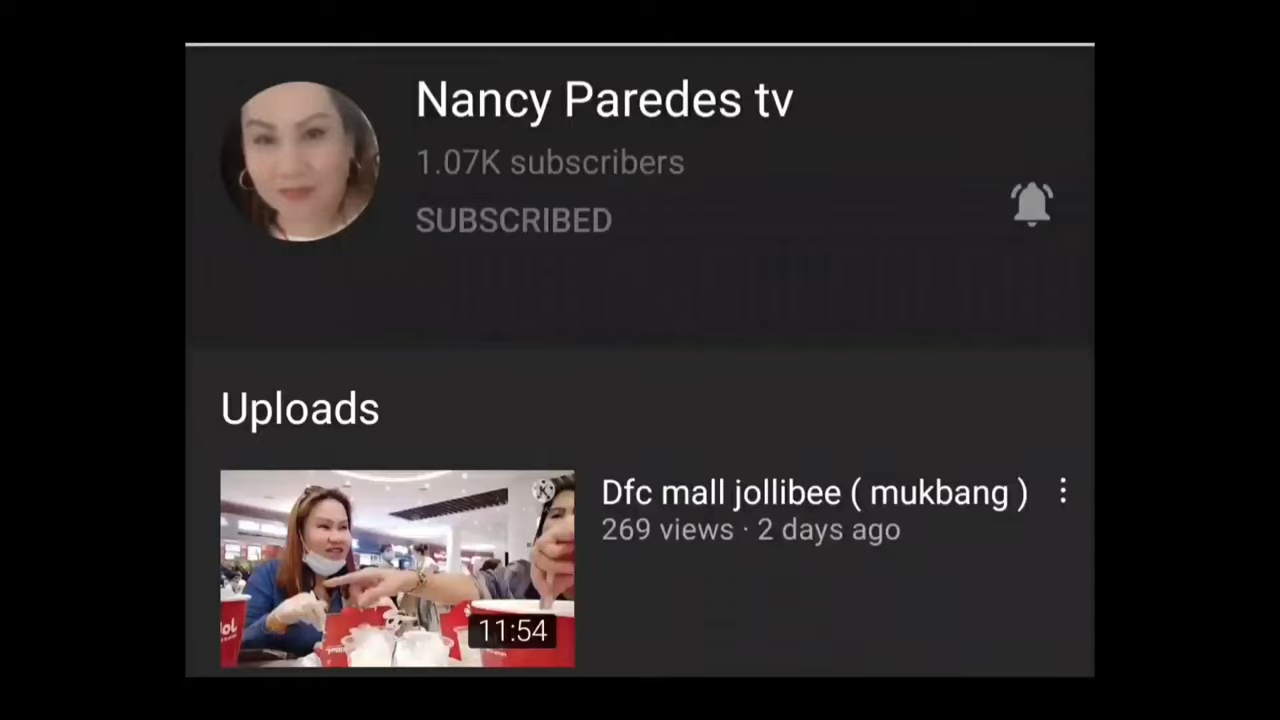 Nancy Paredes tv
1.07K subscribers
SUBSCRIBED
Uploads
Dfc mall jollibee ( mukbang )
269 views · 2 days ago
K
11:54